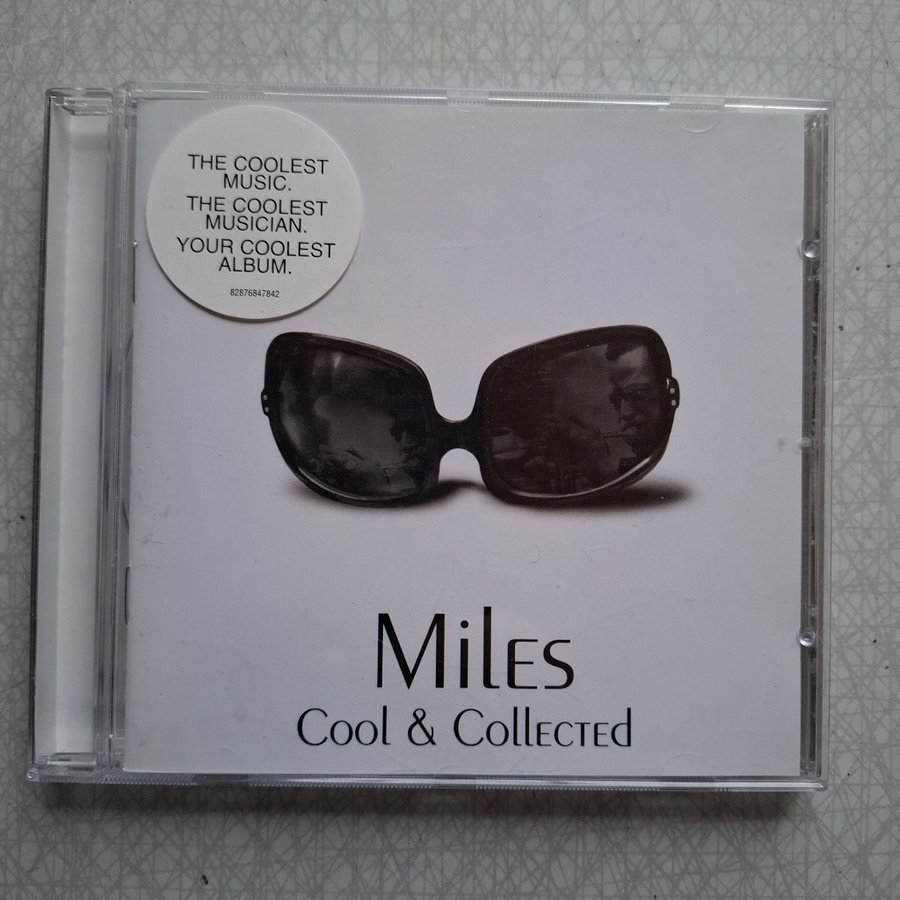 THE COOLEST
MUSIC.
THE COOLEST
MUSICIAN.
YOUR COOLEST
ALBUM.
82876847842
Miles
Cool & Collected